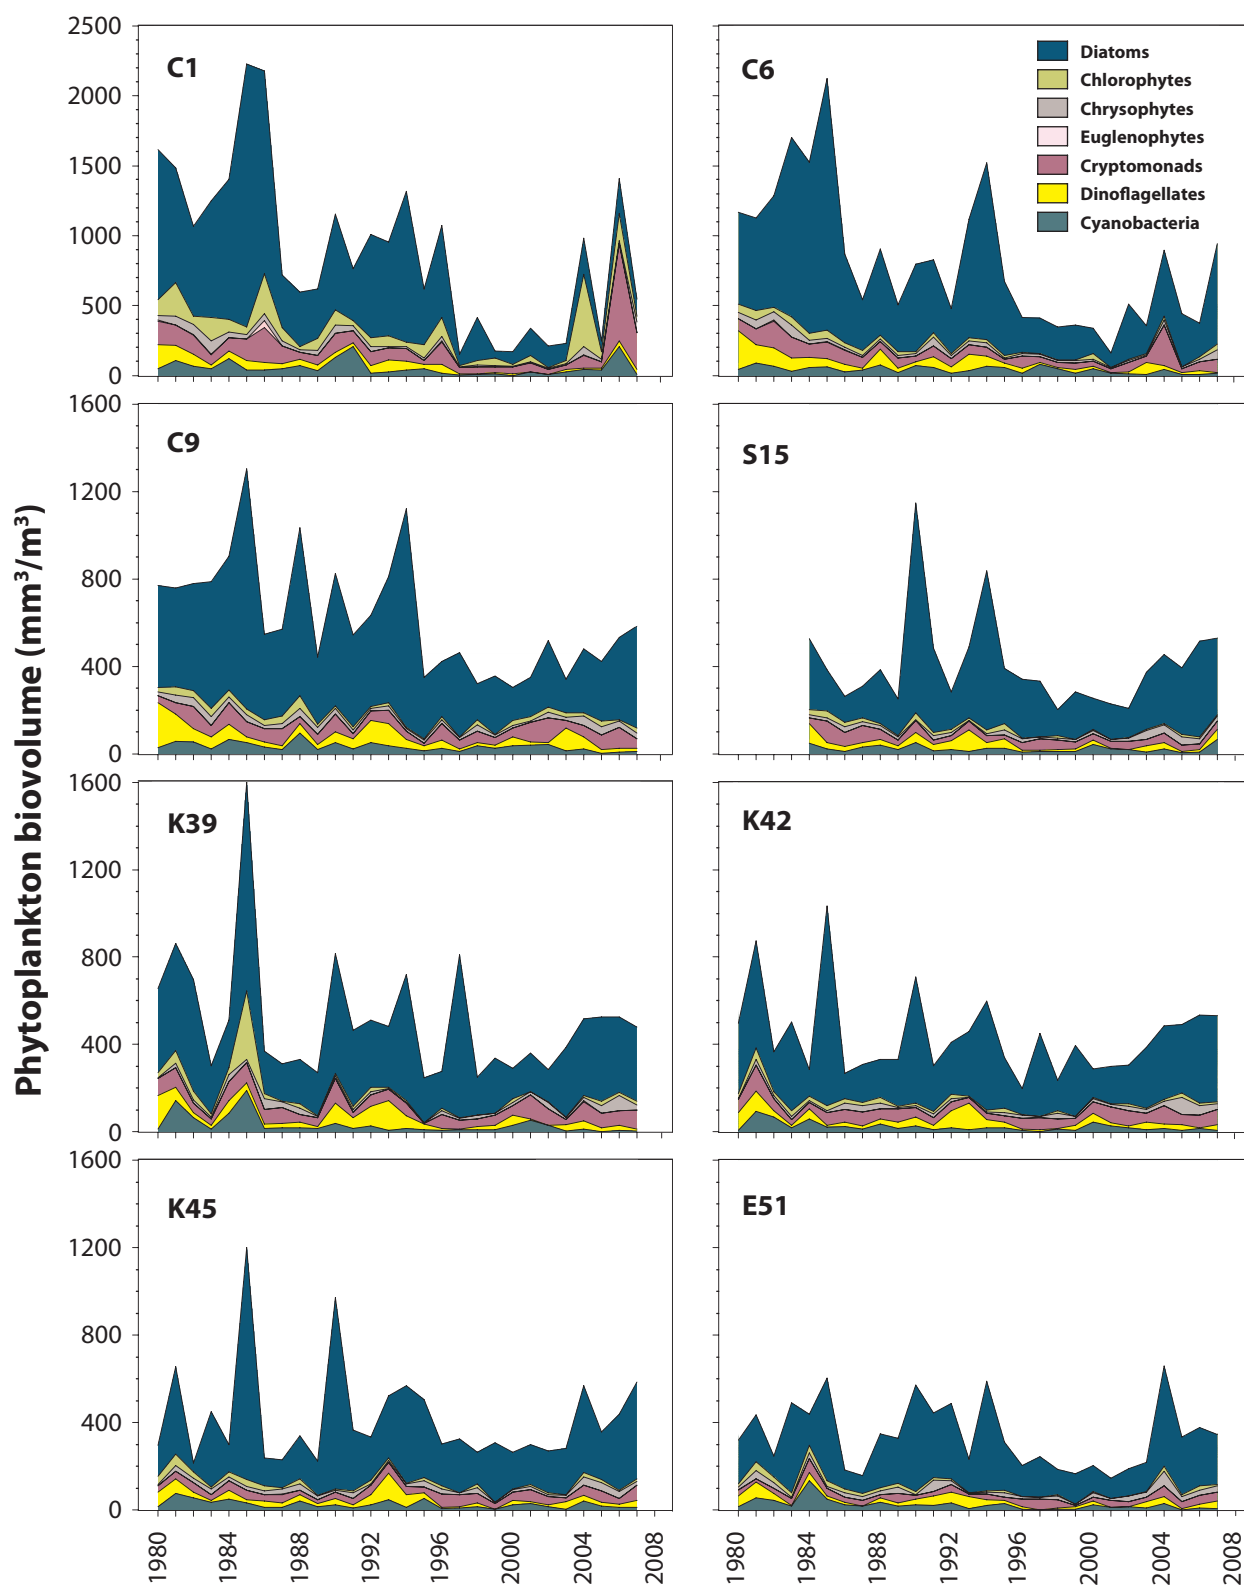 Phytoplankton biovolume (mm³/m³)
C1
2500
2000
1500
1000
500
0
C6
Diatoms
Chlorophytes
Chrysophytes
Euglenophytes
Cryptomonads
Dinoflagellates
Cyanobacteria
C9
1600
1200
800
400
0
S15
K39
1600
1200
800
400
0
K42
K45
1600
1200
800
400
0
E51
1980 1984 1988 1992 1996 2000 2004 2008
1980 1984 1988 1992 1996 2000 2004 2008